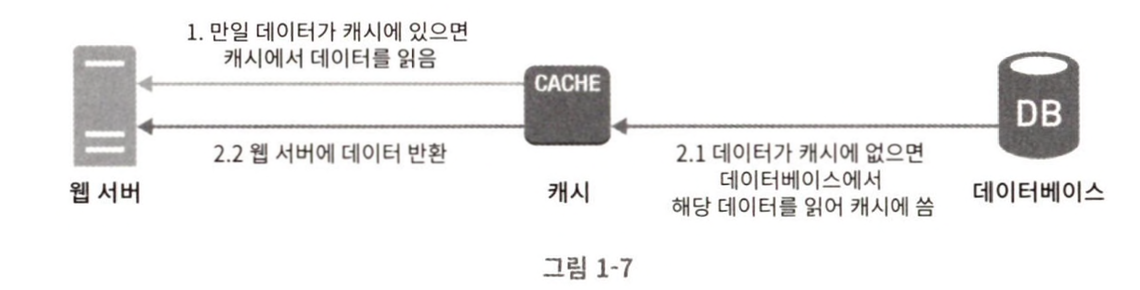 1. 만일 데이터가 캐시에 있으면
캐시에서 데이터를 읽음
CACHE
DB
2.2 웹 서버에 데이터 반환
2.1 데이터가 캐시에 없으면
데이터베이스에서
해당 데이터를 읽어 캐시에 씀
웹 서버
캐시
데이터베이스
그림 1-7